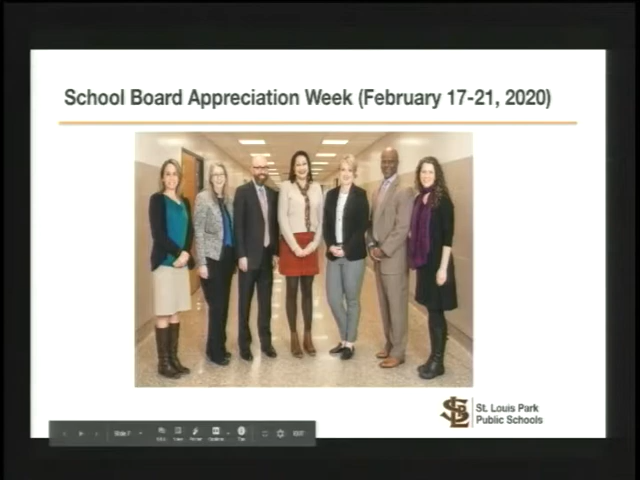 School Board Appreciation Week (February 17-21, 2020)
St. Louis Park
Public Schools